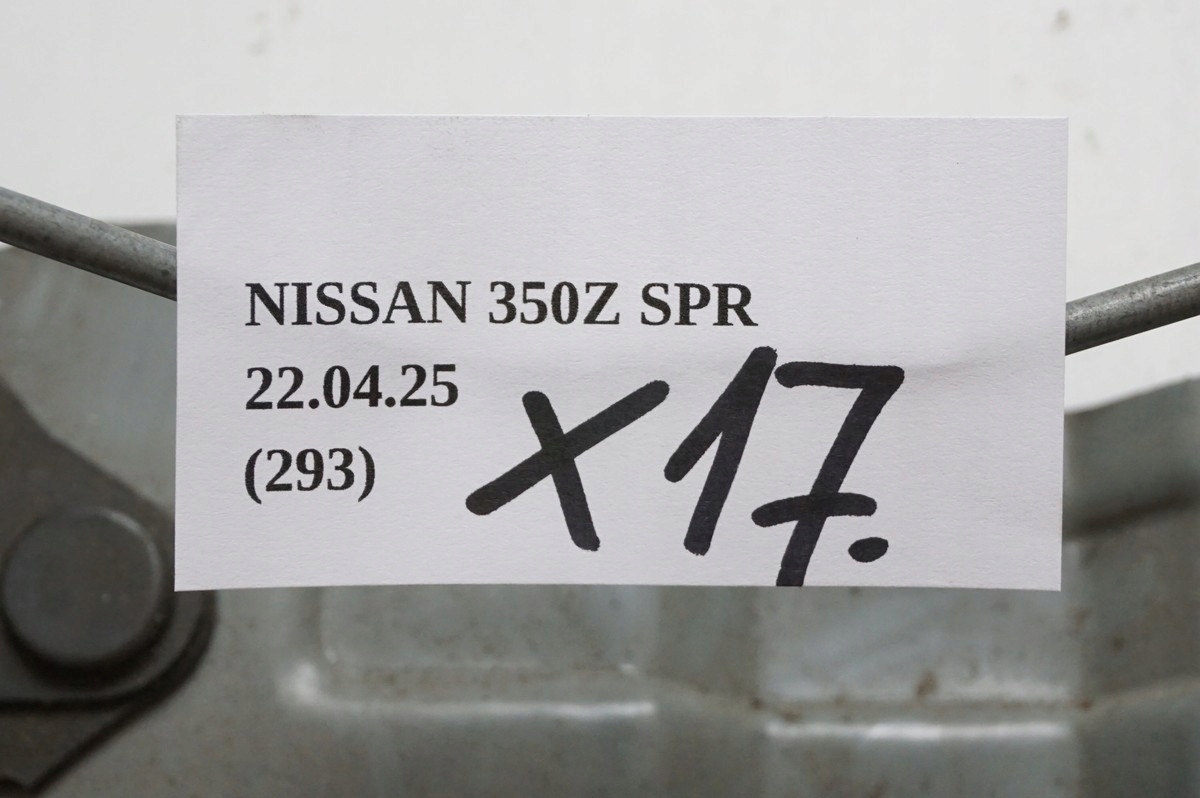 NISSAN 350Z SPR
22.04.25
(293)
X17.